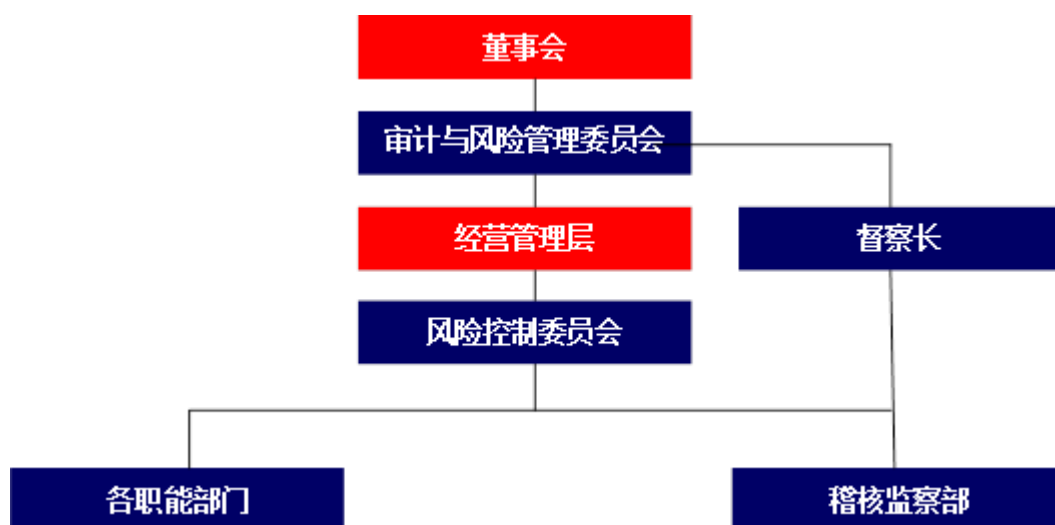 董事会
审计与风险管理委员会
经营管理层
督察长
风险控制委员会
各职能部门
稽核监察部